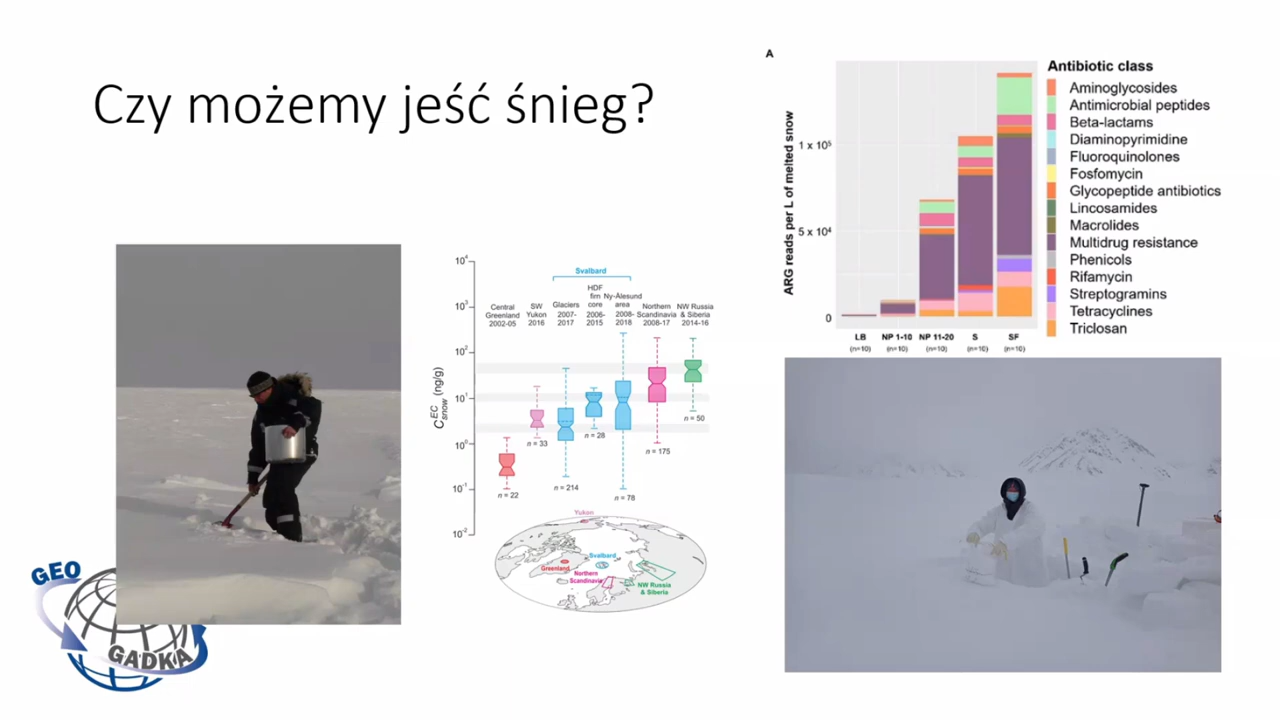 Czy możemy jeść śnieg?
A
Antibiotic class
Aminoglycosides
Antimicrobial peptides
Beta-lactams
Diaminopyrimidine
Fluoroquinolones
Fosfomycin
Glycopeptide antibiotics
Lincosamides
Macrolides
Multidrug resistance
Phenicols
Rifamycin
Streptogramins
Tetracyclines
Triclosan
ARG reads per L of melted snow
1 x 10⁵
5 x 10⁴
0
LB NP 1-10 NP 11-20 S SF
(n=10) (n=10) (n=10) (n=10) (n=10)
C^EC_snow (ng/g)
10⁴
10³
10²
10¹
10⁰
10⁻¹
10⁻²
Svalbard
Central
Greenland
2002-05
SW
Yukon
2016
Glaciers
2007-
2017
HDF
firn
core
2006-
2015
Ny-Ålesund
area
2008-
2018
Northern
Scandinavia
2008-17
NW Russia
& Siberia
2014-16
n = 22
n = 33
n = 214
n = 28
n = 78
n = 175
n = 50
Yukon
Svalbard
Greenland
Northern
Scandinavia
NW Russia
& Siberia
GEO
GADKA